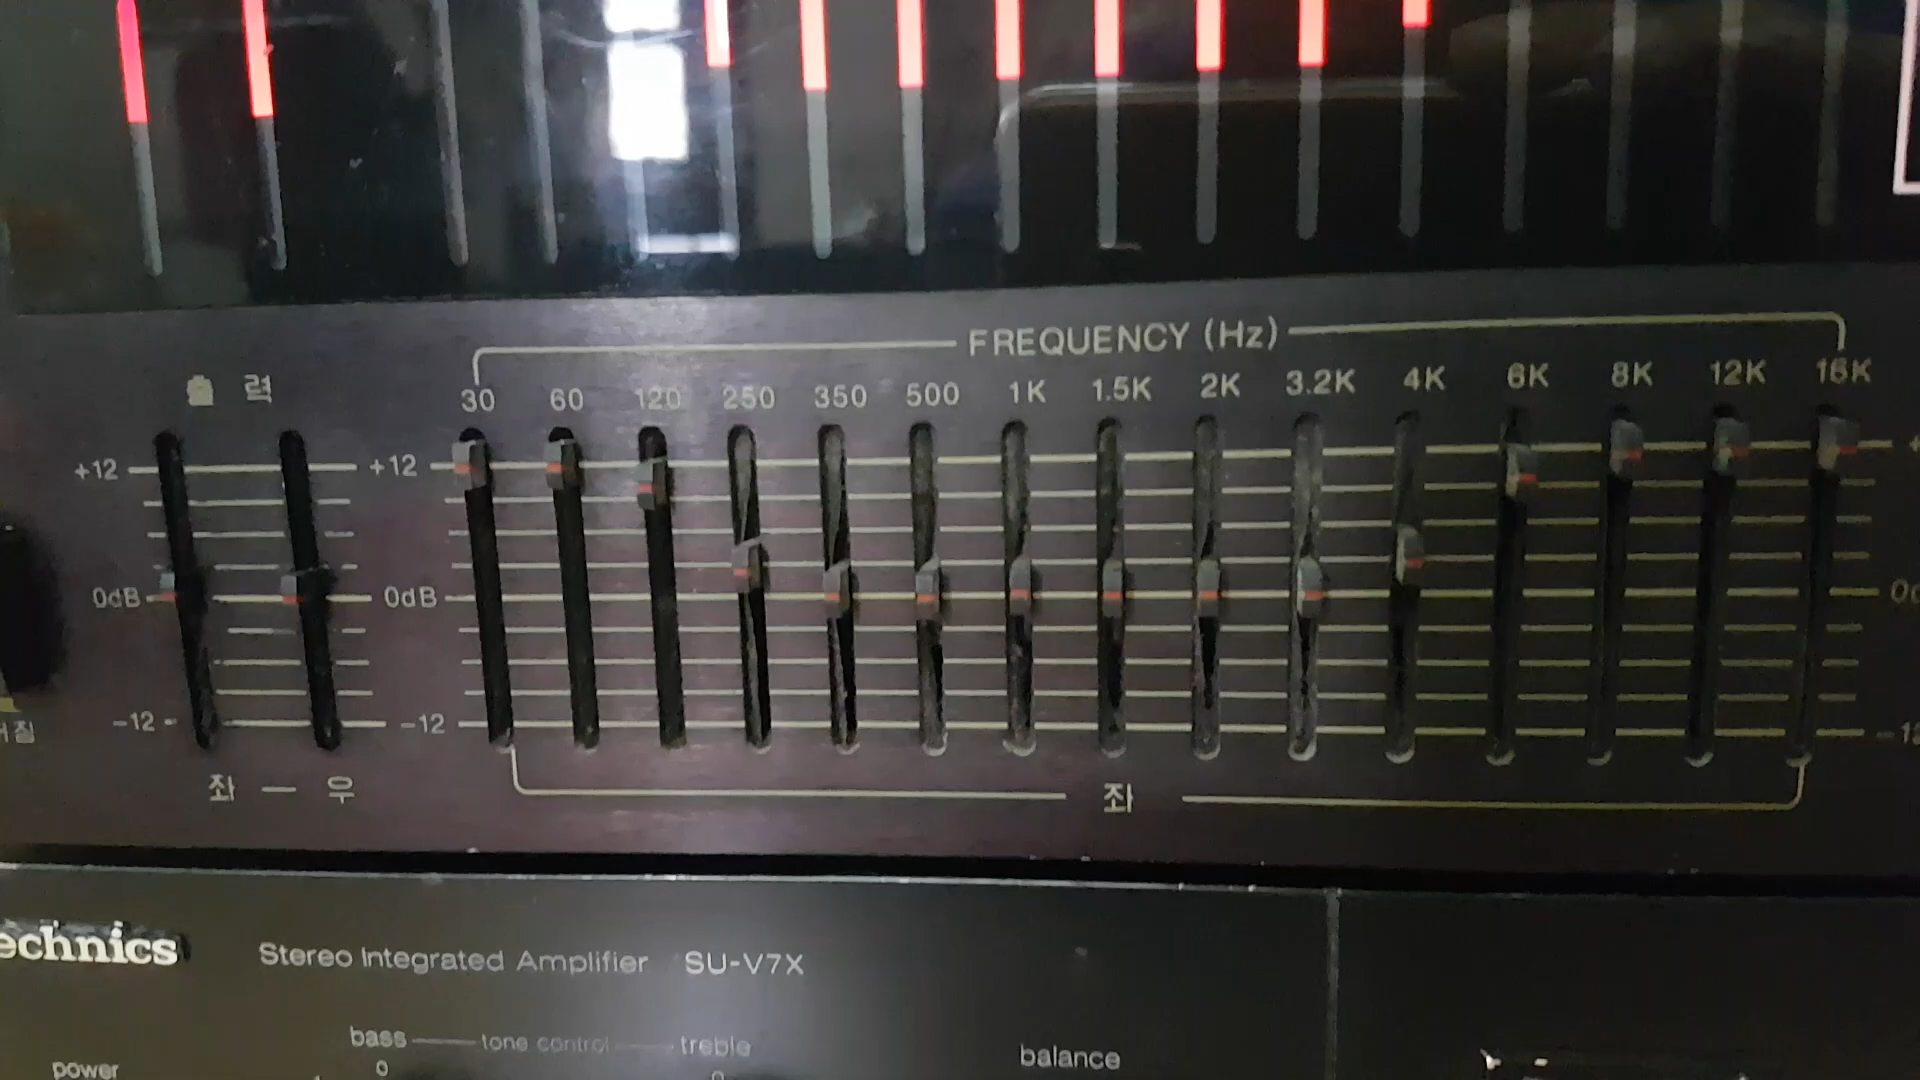 FREQUENCY (Hz)
출 력
30 60 120 250 350 500 1K 1.5K 2K 3.2K 4K 6K 8K 12K 16K
+12 +12
0dB 0dB
-12 -12 -12
좌 — 우
좌
echnics Stereo Integrated Amplifier SU-V7X
bass tone control treble
balance
power
0